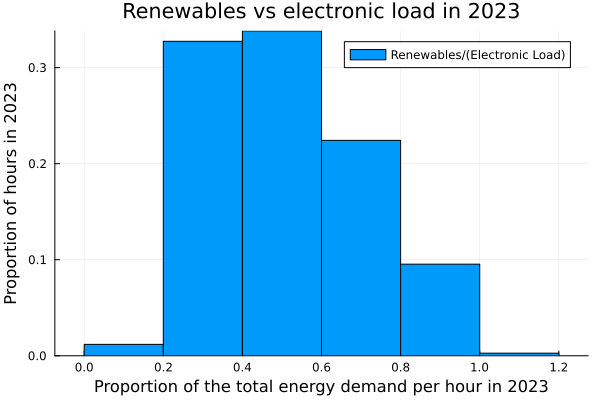 Renewables vs electronic load in 2023
Renewables/(Electronic Load)
Proportion of hours in 2023
0.3
0.2
0.1
0.0
0.0 0.2 0.4 0.6 0.8 1.0 1.2
Proportion of the total energy demand per hour in 2023